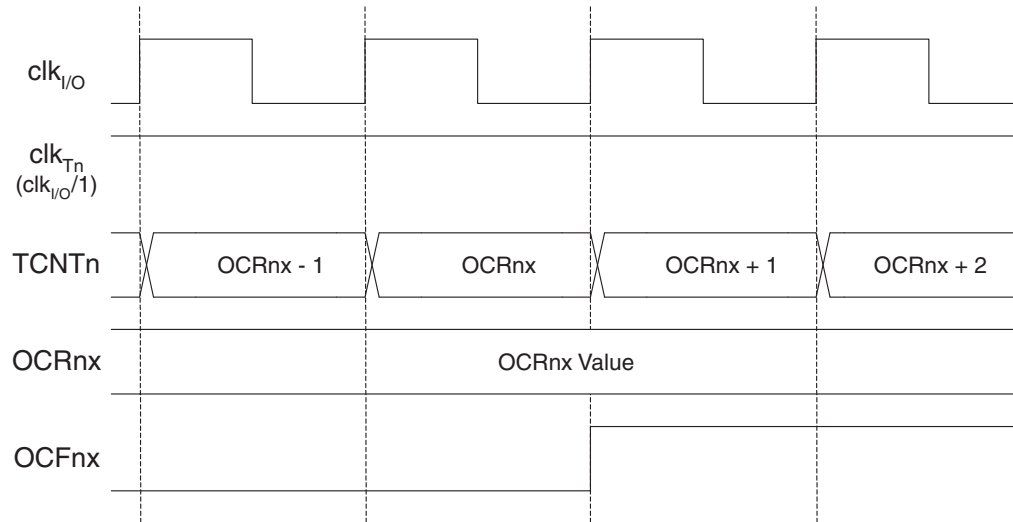 clkI/O
clkTn
(clkI/O/1)
TCNTn
OCRnx - 1
OCRnx
OCRnx + 1
OCRnx + 2
OCRnx
OCRnx Value
OCFnx